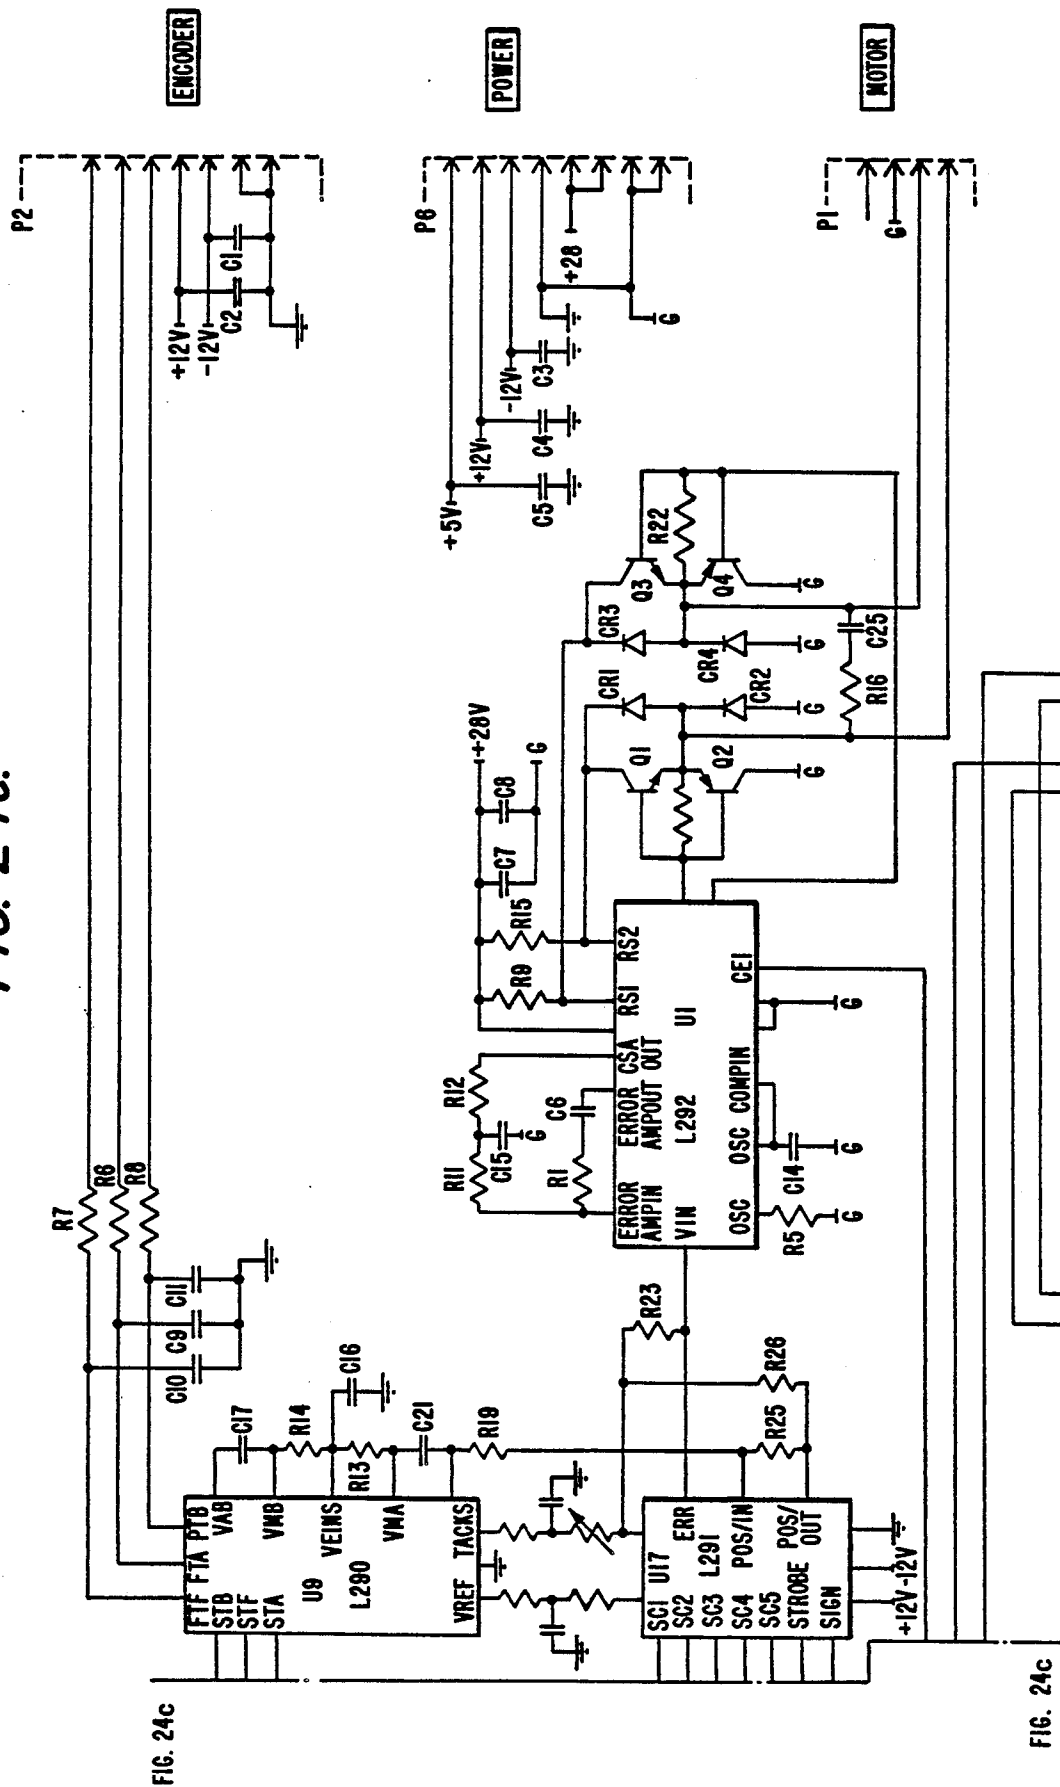 FIG. 24c
P2
ENCODER
+12V
-12V
C2
C1
R7
R6
R8
C10
C9
C11
P6
POWER
+5V
+12V
-12V
+28
C5
C4
C3
G
P1
MOTOR
G
U9
L290
FTF
FTA
PTB
STB
STF
STA
VAB
VMB
VEINS
VMA
VREF
TACKS
C17
R14
C16
R13
C21
R19
U17
L291
SC1
SC2
SC3
SC4
SC5
STROBE
SIGN
ERR
POS/IN
POS/
OUT
+12V
-12V
R23
R25
R26
U1
L292
ERROR
AMPIN
ERROR
AMPOUT
CSA
OUT
RS1
RS2
VIN
OSC
OSC
COMPIN
CE1
R11
R12
C15
G
R1
C6
R9
R15
C7
C8
+28V
G
R5
G
C14
G
G
Q1
Q2
G
CR1
CR2
G
CR3
CR4
G
Q3
Q4
G
R22
R16
C25
FIG. 24c